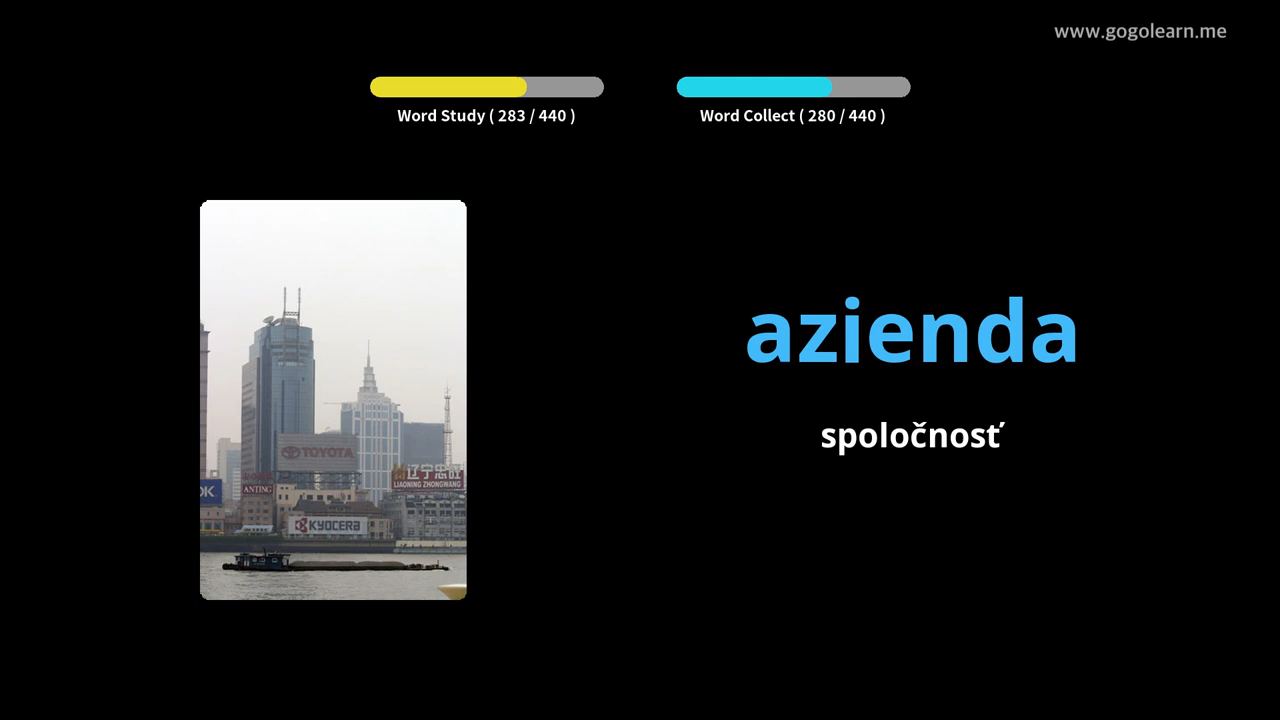 www.gogolearn.me
Word Study ( 283 / 440 )
Word Collect ( 280 / 440 )
azienda
spoločnosť
TOYOTA
辽宁忠旺
LIAONING ZHONGWANG
ANTING
KYOCERA